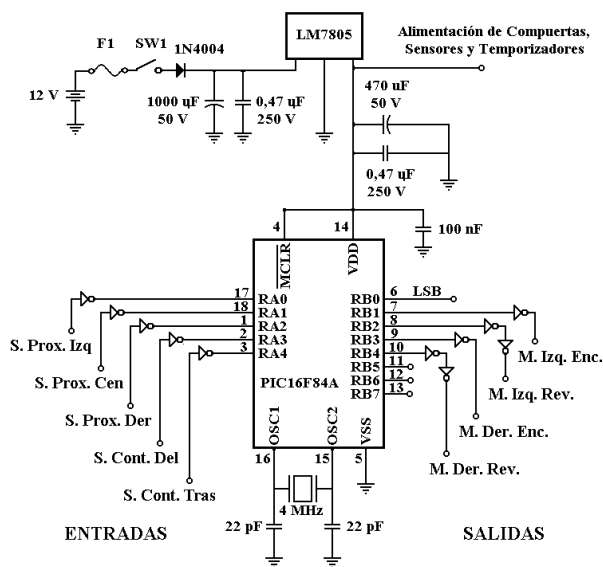 LM7805
Alimentación de Compuertas,
Sensores y Temporizadores
F1
SW1
1N4004
12 V
1000 uF
50 V
0,47 uF
250 V
470 uF
50 V
0,47 uF
250 V
100 nF
4
14
MCLR
VDD
17
18
1
2
3
RA0
RA1
RA2
RA3
RA4
PIC16F84A
RB0
RB1
RB2
RB3
RB4
RB5
RB6
RB7
6
7
8
9
10
11
12
13
LSB
S. Prox. Izq
S. Prox. Cen
S. Prox. Der
S. Cont. Del
S. Cont. Tras
M. Izq. Enc.
M. Izq. Rev.
M. Der. Enc.
M. Der. Rev.
OSC1
OSC2
VSS
16
15
5
4 MHz
22 pF
22 pF
ENTRADAS
SALIDAS